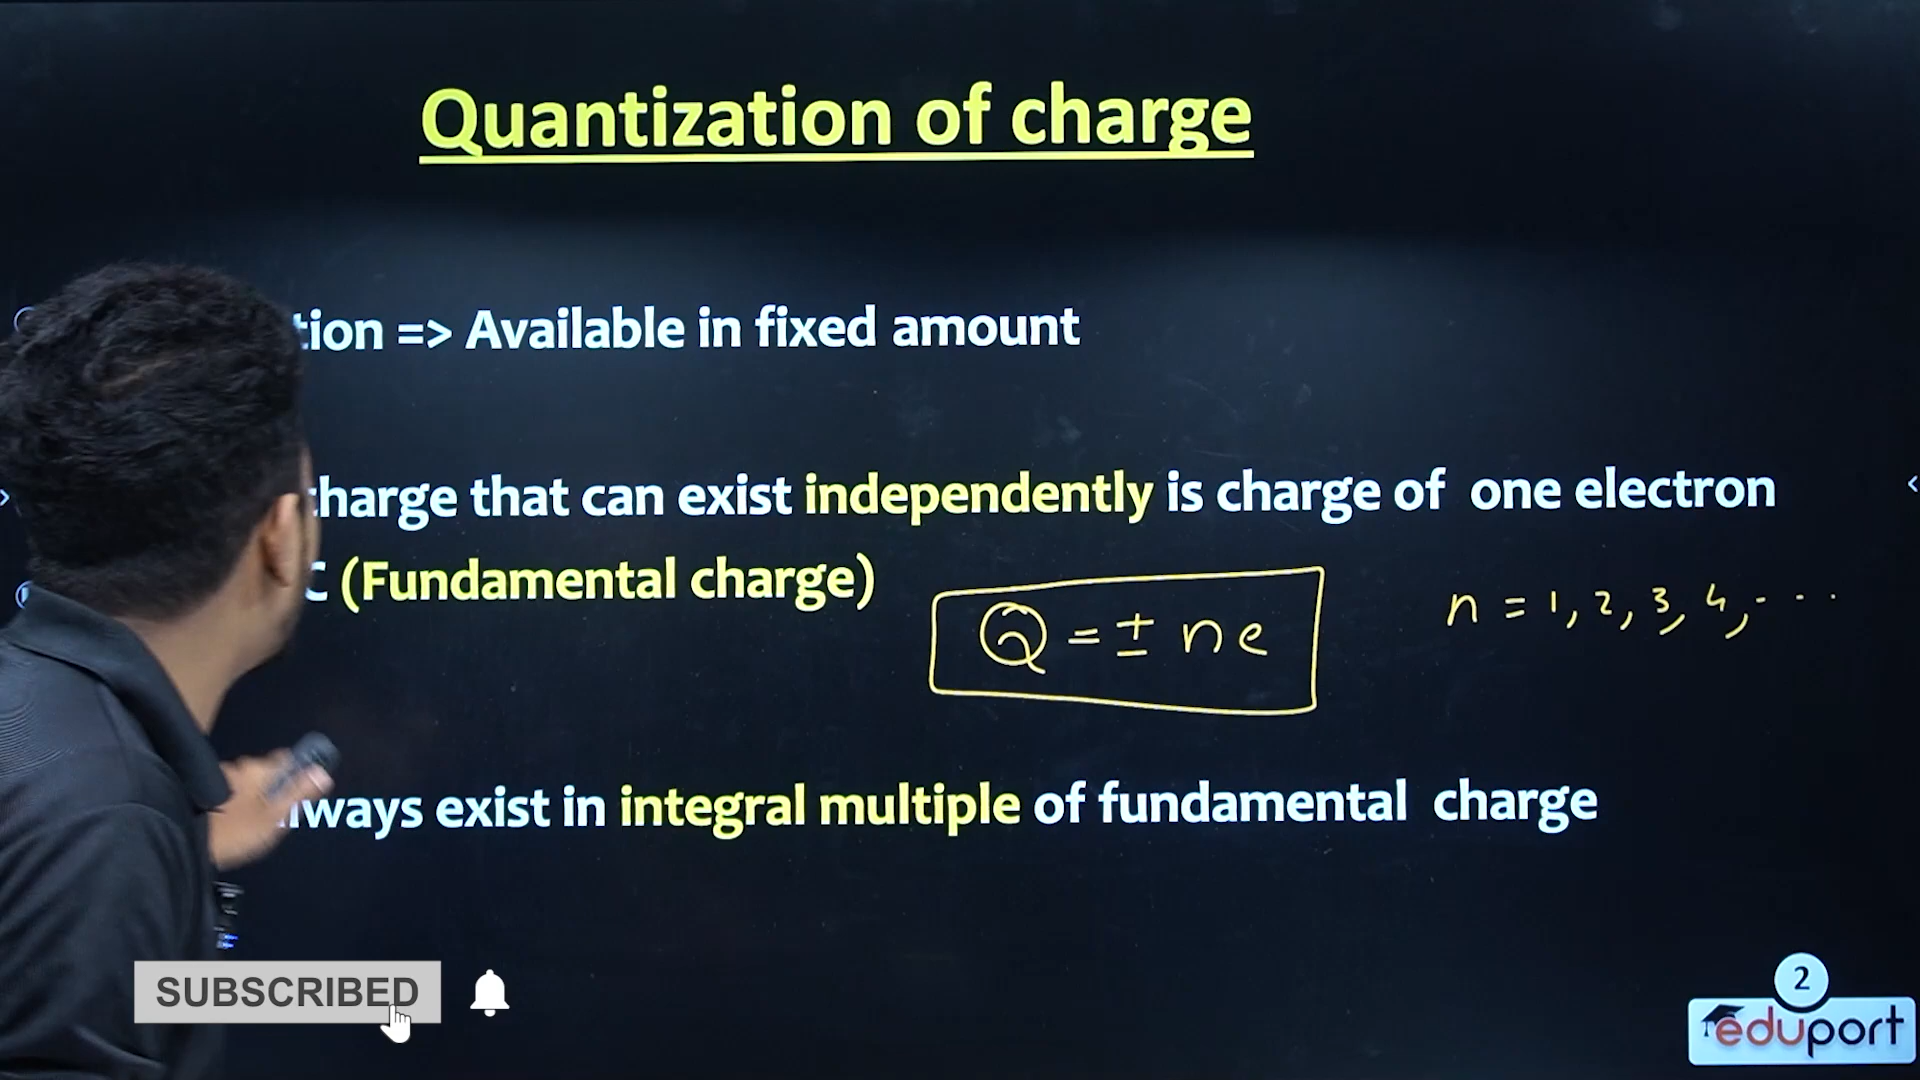 Quantization of charge
tion => Available in fixed amount
charge that can exist independently is charge of one electron
C (Fundamental charge)
Q = ± ne
n = 1, 2, 3, 4, - - - .
lways exist in integral multiple of fundamental charge
SUBSCRIBED
2
eduport